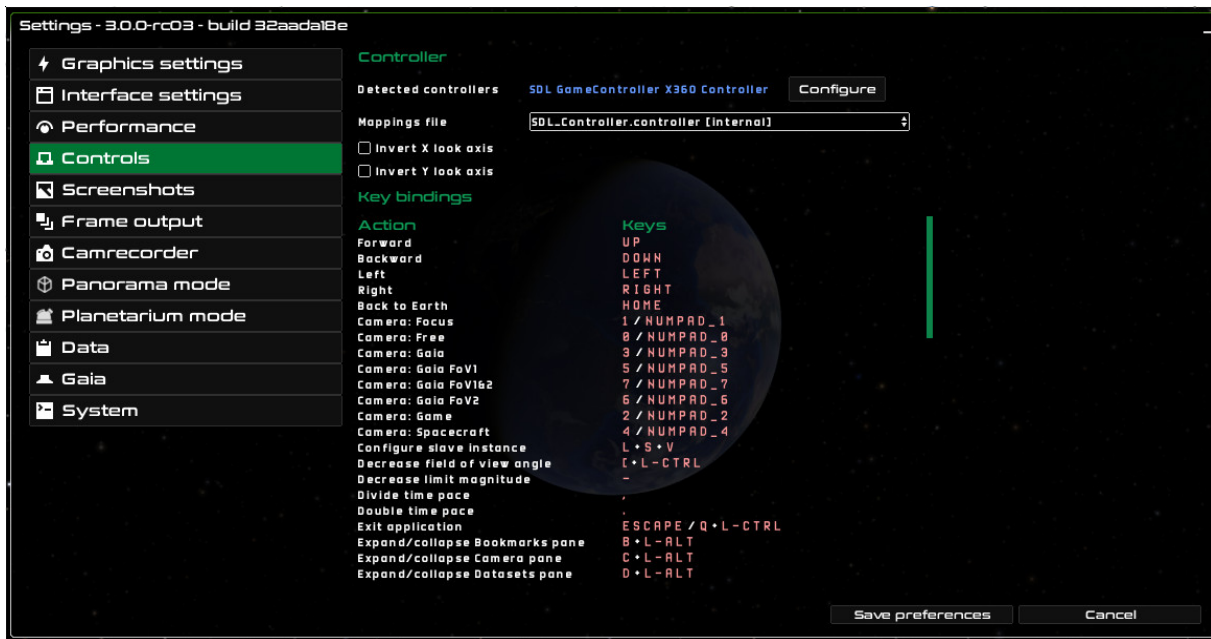 Settings - 3.0.0-rc03 - build 32aada18e
Graphics settings
Interface settings
Performance
Controls
Screenshots
Frame output
Camrecorder
Panorama mode
Planetarium mode
Data
Gaia
System
Controller
Detected controllers SDL GameController X360 Controller Configure
Mappings file SDL_Controller.controller [internal]
Invert X look axis
Invert Y look axis
Key bindings
Action Keys
Forward UP
Backward DOWN
Left LEFT
Right RIGHT
Back to Earth HOME
Camera: Focus 1 / NUMPAD_1
Camera: Free 0 / NUMPAD_0
Camera: Gaia 3 / NUMPAD_3
Camera: Gaia FoV1 5 / NUMPAD_5
Camera: Gaia FoV1&2 7 / NUMPAD_7
Camera: Gaia FoV2 6 / NUMPAD_6
Camera: Game 2 / NUMPAD_2
Camera: Spacecraft 4 / NUMPAD_4
Configure slave instance L+S+V
Decrease field of view angle [+L-CTRL
Decrease limit magnitude -
Divide time pace ,
Double time pace .
Exit application ESCAPE / Q+L-CTRL
Expand/collapse Bookmarks pane B+L-ALT
Expand/collapse Camera pane C+L-ALT
Expand/collapse Datasets pane D+L-ALT
Save preferences Cancel